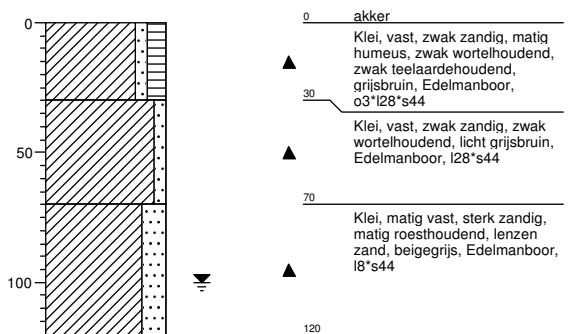 0
50
100
0 akker
Klei, vast, zwak zandig, matig
humeus, zwak wortelhoudend,
zwak teelaardehoudend,
grijsbruin, Edelmanboor,
o3*l28*s44
30
Klei, vast, zwak zandig, zwak
wortelhoudend, licht grijsbruin,
Edelmanboor, l28*s44
70
Klei, matig vast, sterk zandig,
matig roesthoudend, lenzen
zand, beigegrijs, Edelmanboor,
l8*s44
120